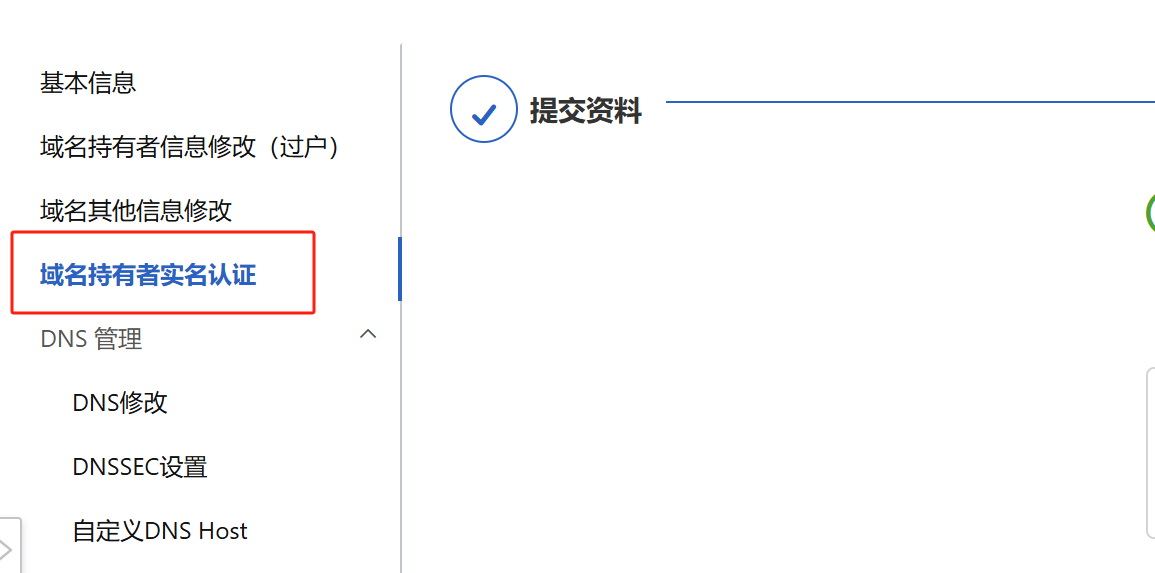 基本信息
提交资料
域名持有者信息修改（过户）
域名其他信息修改
域名持有者实名认证
DNS 管理
DNS修改
DNSSEC设置
自定义DNS Host